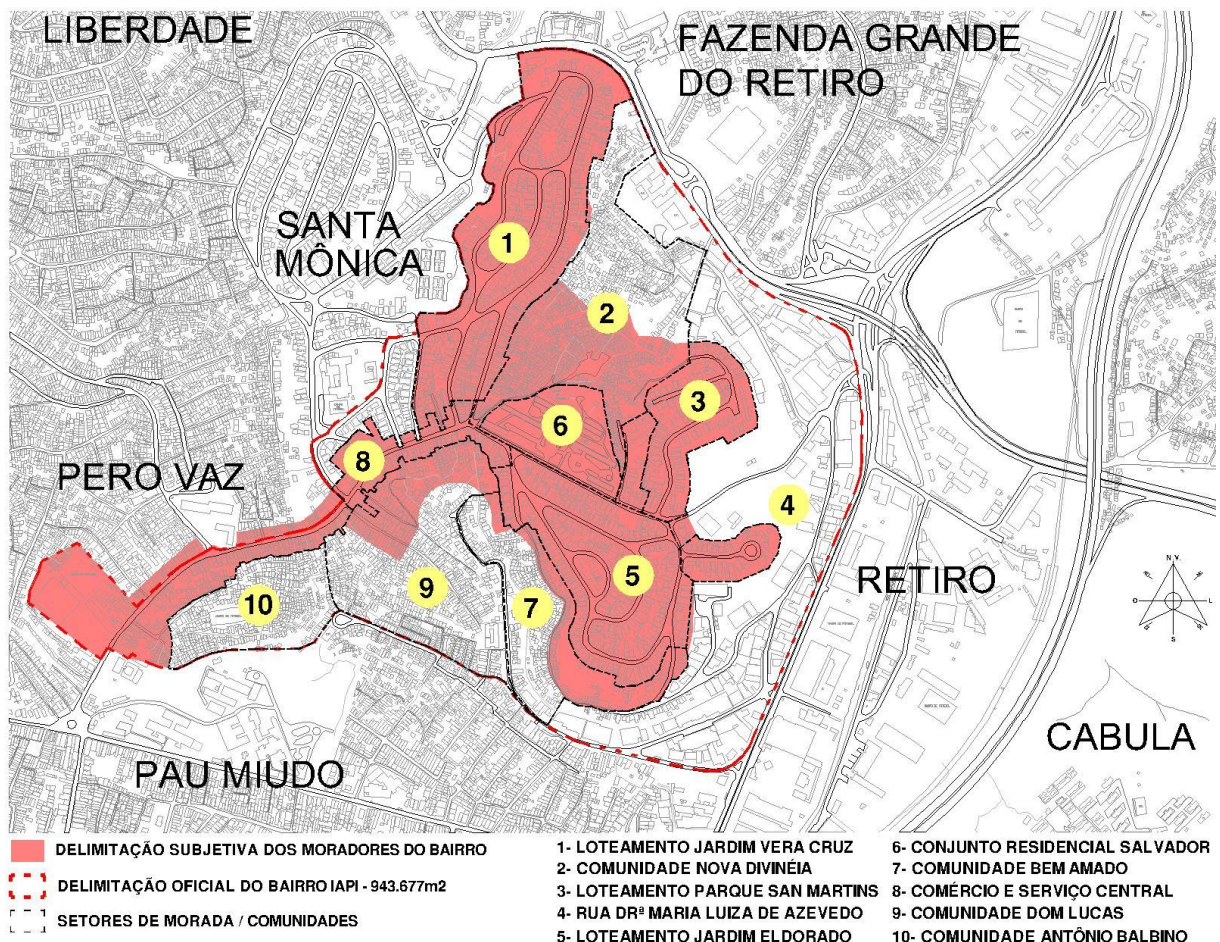 LIBERDADE
FAZENDA GRANDE
DO RETIRO
SANTA
MÔNICA
1
2
3
6
8
PERO VAZ
4
5
RETIRO
9
7
10
N
O
L
S
CABULA
PAU MIUDO
DELIMITAÇÃO SUBJETIVA DOS MORADORES DO BAIRRO
DELIMITAÇÃO OFICIAL DO BAIRRO IAPI - 943.677m2
SETORES DE MORADA / COMUNIDADES
1- LOTEAMENTO JARDIM VERA CRUZ
2- COMUNIDADE NOVA DIVINÉIA
3- LOTEAMENTO PARQUE SAN MARTINS
4- RUA DRª MARIA LUIZA DE AZEVEDO
5- LOTEAMENTO JARDIM ELDORADO
6- CONJUNTO RESIDENCIAL SALVADOR
7- COMUNIDADE BEM AMADO
8- COMÉRCIO E SERVIÇO CENTRAL
9- COMUNIDADE DOM LUCAS
10- COMUNIDADE ANTÔNIO BALBINO